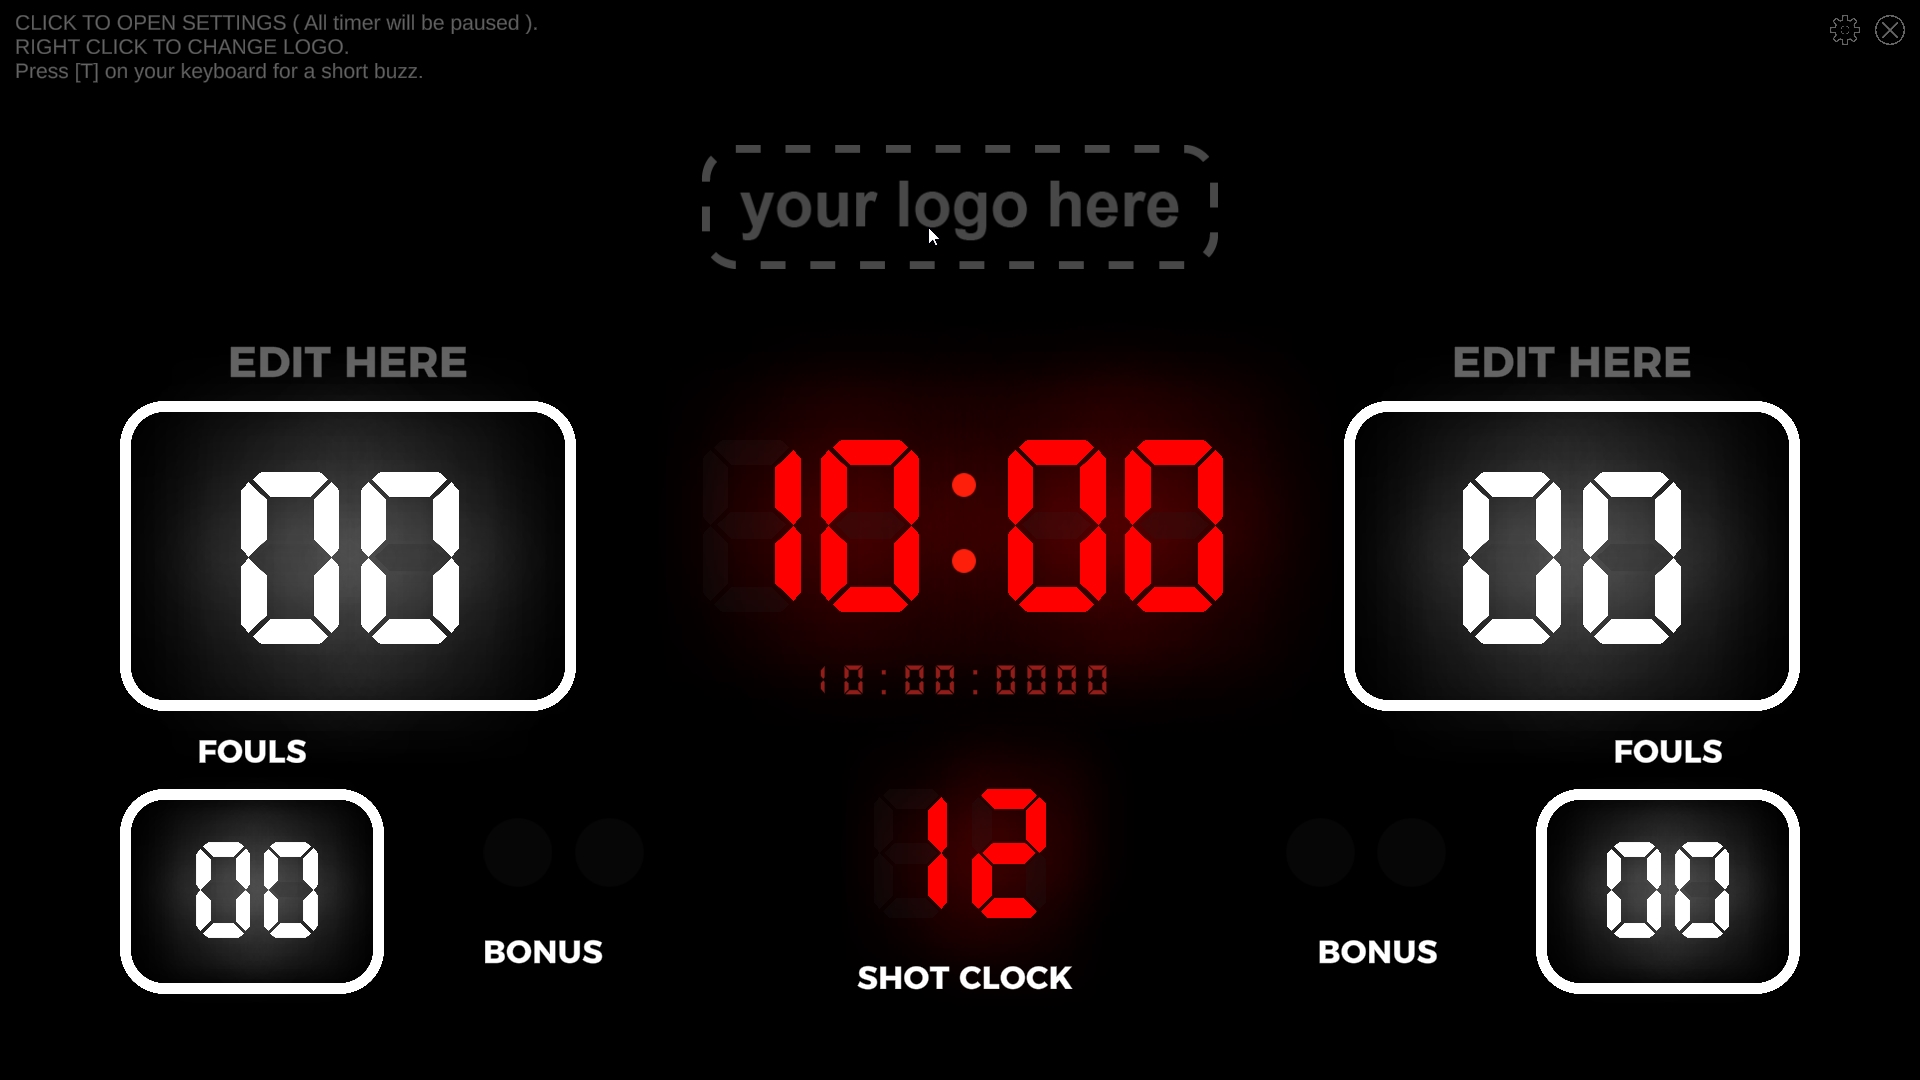 CLICK TO OPEN SETTINGS ( All timer will be paused ).
RIGHT CLICK TO CHANGE LOGO.
Press [T] on your keyboard for a short buzz.
your logo here
EDIT HERE
EDIT HERE
00
10:00
00
10:00:0000
FOULS
FOULS
00
12
00
BONUS
BONUS
SHOT CLOCK